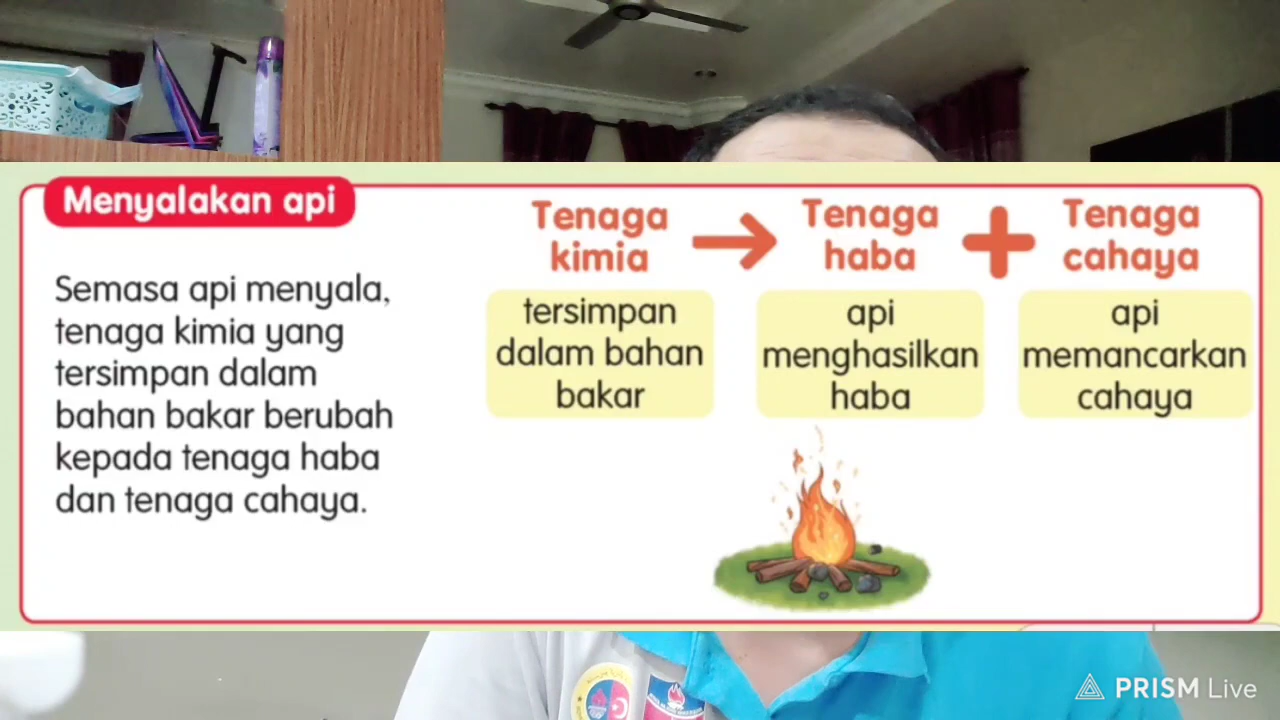 Menyalakan api
Semasa api menyala,
tenaga kimia yang
tersimpan dalam
bahan bakar berubah
kepada tenaga haba
dan tenaga cahaya.
Tenaga
kimia
Tenaga
haba
Tenaga
cahaya
tersimpan
dalam bahan
bakar
api
menghasilkan
haba
api
memancarkan
cahaya
PRISM Live